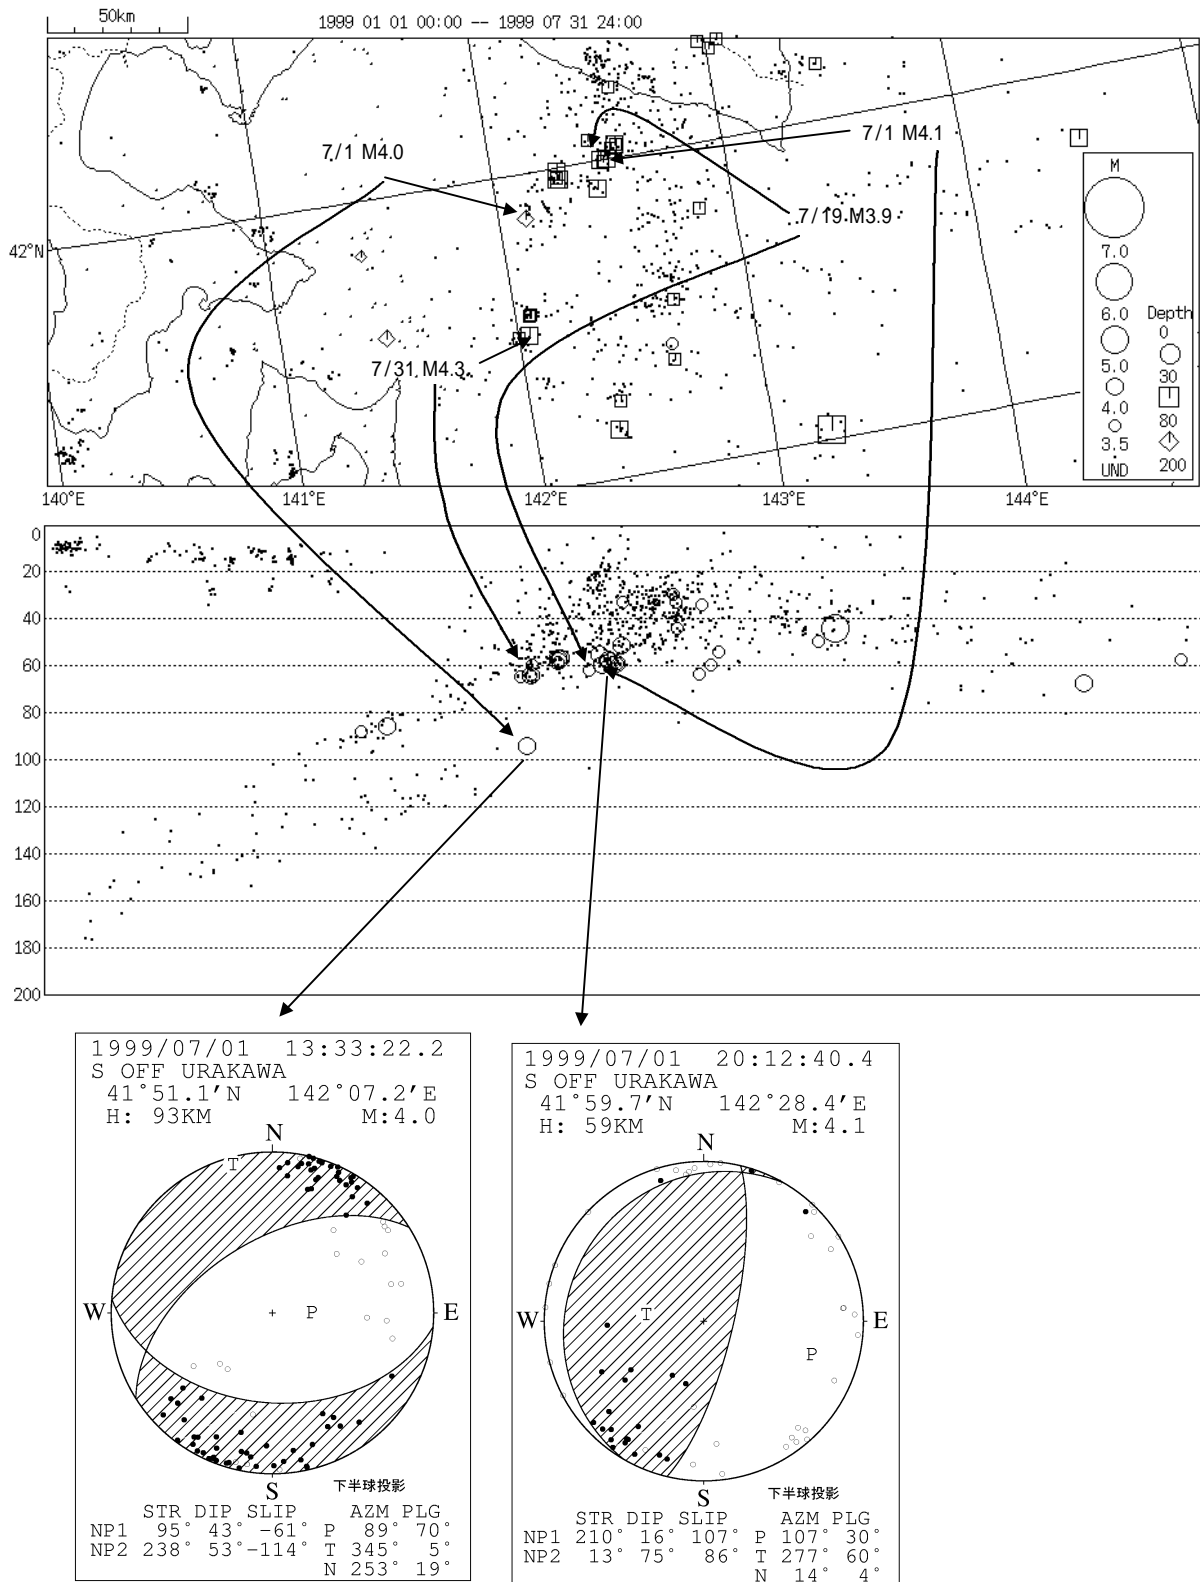 50km
1999 01 01 00:00 -- 1999 07 31 24:00
7/1 M4.0
7/1 M4.1
7/19 M3.9
7/31 M4.3
42°N
M
7.0
6.0
5.0
4.0
3.5
UND
Depth
0
30
80
200
140°E 141°E 142°E 143°E 144°E
0
20
40
60
80
100
120
140
160
180
200
1999/07/01 13:33:22.2
S OFF URAKAWA
41°51.1′N 142°07.2′E
H: 93KM M:4.0
N
T
W
P
E
S
下半球投影
STR DIP SLIP AZM PLG
NP1 95° 43° -61° P 89° 70°
NP2 238° 53°-114° T 345° 5°
N 253° 19°
1999/07/01 20:12:40.4
S OFF URAKAWA
41°59.7′N 142°28.4′E
H: 59KM M:4.1
N
T
W
E
P
S
下半球投影
STR DIP SLIP AZM PLG
NP1 210° 16° 107° P 107° 30°
NP2 13° 75° 86° T 277° 60°
N 14° 4°